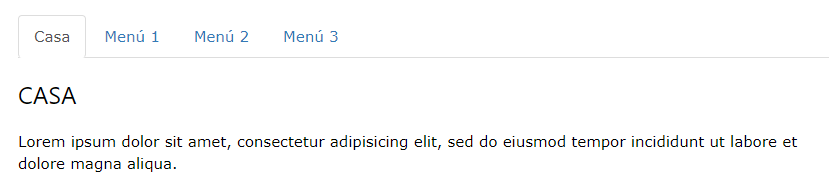 Casa Menú 1 Menú 2 Menú 3
CASA
Lorem ipsum dolor sit amet, consectetur adipisicing elit, sed do eiusmod tempor incididunt ut labore et
dolore magna aliqua.